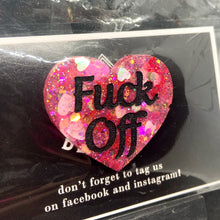 Fuck
Off
don't forget to tag us
on facebook and instagram!